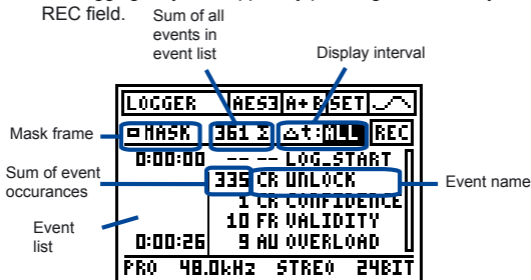 REC field.
Sum of all
events in
event list
Display interval
LOGGER AES3 A+B SET
Mask frame
MASK 361 Σ Δt:ALL REC
0:00:00 -- -- LOG_START
Sum of event
occurances
335 CR UNLOCK
Event name
1 CR CONFIDENCE
Event
list
10 FR VALIDITY
0:00:26 9 AU OVERLOAD
PRO 48.0kHz STREO 24BIT